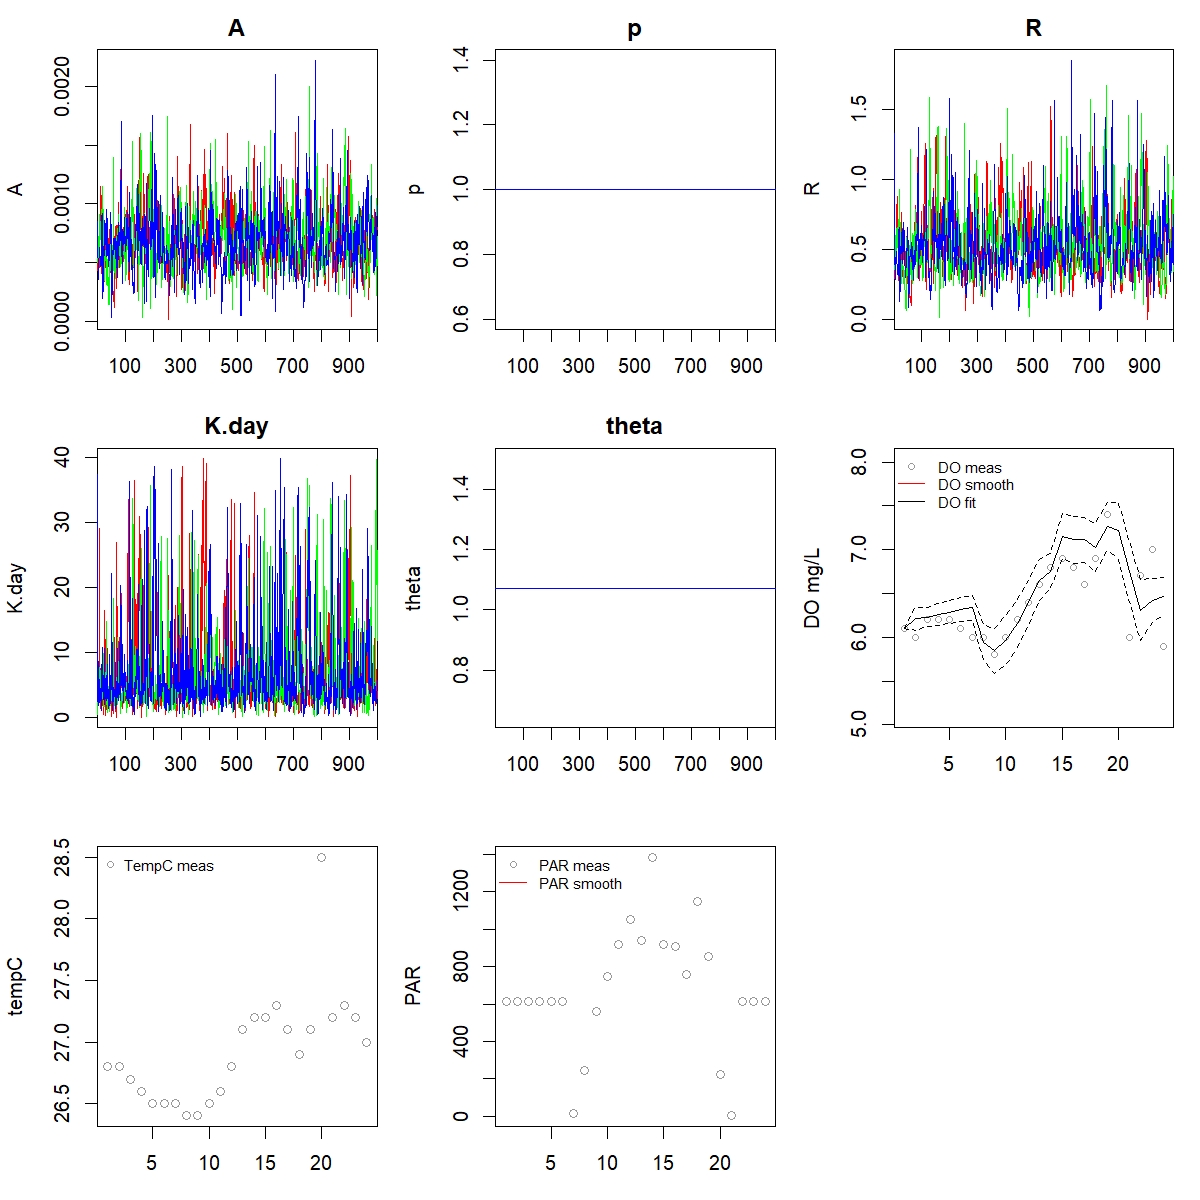 A
A
0.0000 0.0010 0.0020
100 300 500 700 900
p
p
0.6 0.8 1.0 1.2 1.4
100 300 500 700 900
R
R
0.0 0.5 1.0 1.5
100 300 500 700 900
K.day
K.day
0 10 20 30 40
100 300 500 700 900
theta
theta
0.8 1.0 1.2 1.4
100 300 500 700 900
DO mg/L
5.0 6.0 7.0 8.0
DO meas
DO smooth
DO fit
5 10 15 20
tempC
26.5 27.0 27.5 28.0 28.5
TempC meas
5 10 15 20
PAR
0 400 800 1200
PAR meas
PAR smooth
5 10 15 20